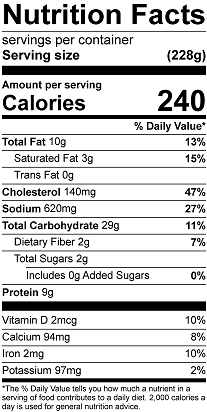 Nutrition Facts
servings per container
Serving size (228g)
Amount per serving
Calories 240
% Daily Value*
Total Fat 10g 13%
Saturated Fat 3g 15%
Trans Fat 0g
Cholesterol 140mg 47%
Sodium 620mg 27%
Total Carbohydrate 29g 11%
Dietary Fiber 2g 7%
Total Sugars 2g
Includes 0g Added Sugars 0%
Protein 9g
Vitamin D 2mcg 10%
Calcium 94mg 8%
Iron 2mg 10%
Potassium 97mg 2%
*The % Daily Value tells you how much a nutrient in a
serving of food contributes to a daily diet. 2,000 calories a
day is used for general nutrition advice.